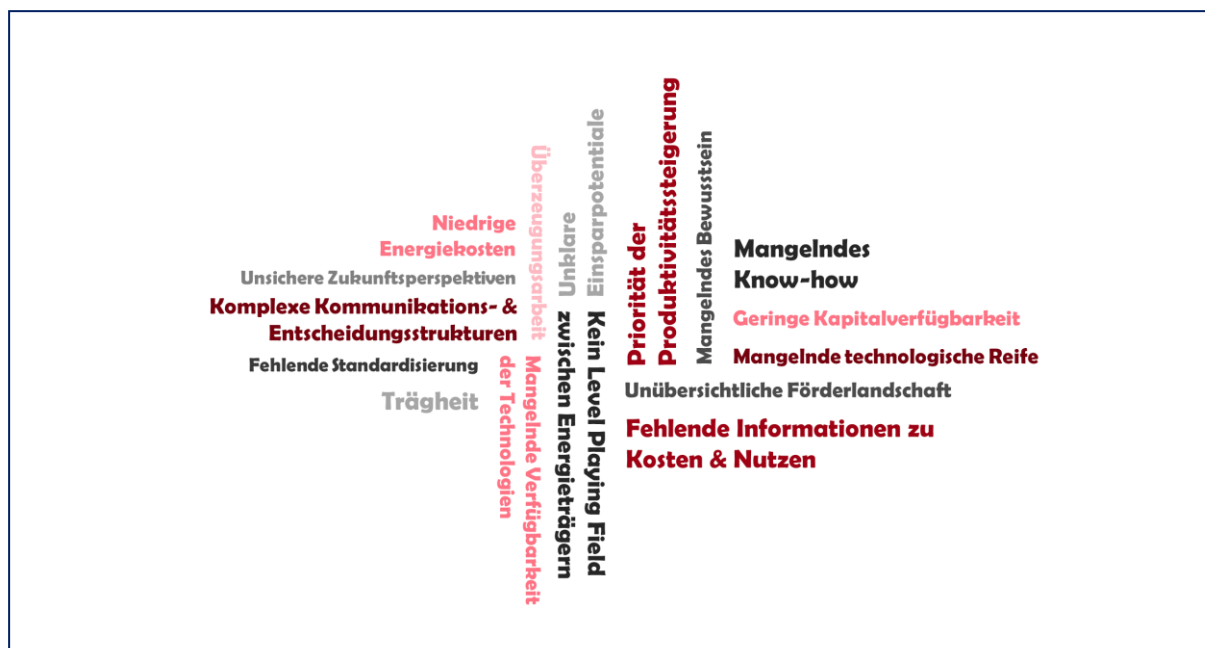 Niedrige
Energiekosten
Unsichere Zukunftsperspektiven
Komplexe Kommunikations- &
Entscheidungsstrukturen
Fehlende Standardisierung
Trägheit
Überzeugungsarbeit
Unklare
Einsparpotentiale
Mangelnde Verfügbarkeit
der Technologien
Kein Level Playing Field
zwischen Energieträgern
Priorität der
Produktivitätssteigerung
Mangelndes Bewusstsein
Mangelndes
Know-how
Geringe Kapitalverfügbarkeit
Mangelnde technologische Reife
Unübersichtliche Förderlandschaft
Fehlende Informationen zu
Kosten & Nutzen